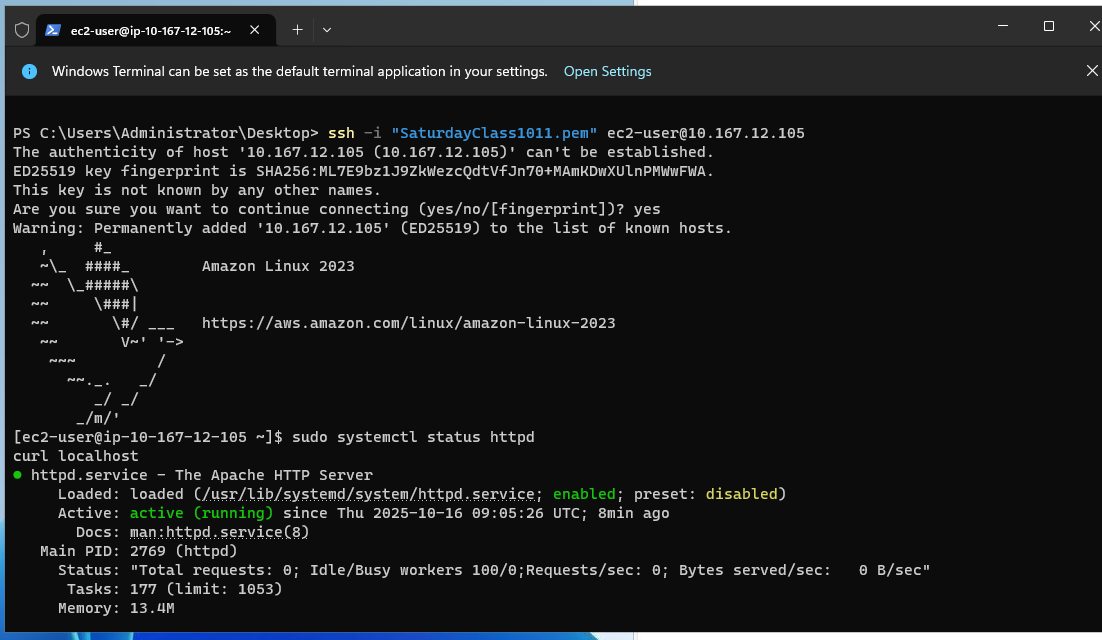 ec2-user@ip-10-167-12-105:~
Windows Terminal can be set as the default terminal application in your settings. Open Settings
PS C:\Users\Administrator\Desktop> ssh -i "SaturdayClass1011.pem" ec2-user@10.167.12.105
The authenticity of host '10.167.12.105 (10.167.12.105)' can't be established.
ED25519 key fingerprint is SHA256:ML7E9bz1J9ZkWezcQdtVfJn70+MAmKDwXUlnPMWwFWA.
This key is not known by any other names.
Are you sure you want to continue connecting (yes/no/[fingerprint])? yes
Warning: Permanently added '10.167.12.105' (ED25519) to the list of known hosts.
   ,     #_
   ~\_  ####_        Amazon Linux 2023
  ~~  \_#####\
  ~~     \###|
  ~~       \#/ ___   https://aws.amazon.com/linux/amazon-linux-2023
   ~~       V~' '->
    ~~~         /
      ~~._.   _/
         _/ _/
       _/m/'
[ec2-user@ip-10-167-12-105 ~]$ sudo systemctl status httpd
curl localhost
● httpd.service - The Apache HTTP Server
     Loaded: loaded (/usr/lib/systemd/system/httpd.service; enabled; preset: disabled)
     Active: active (running) since Thu 2025-10-16 09:05:26 UTC; 8min ago
       Docs: man:httpd.service(8)
   Main PID: 2769 (httpd)
     Status: "Total requests: 0; Idle/Busy workers 100/0;Requests/sec: 0; Bytes served/sec:   0 B/sec"
      Tasks: 177 (limit: 1053)
     Memory: 13.4M